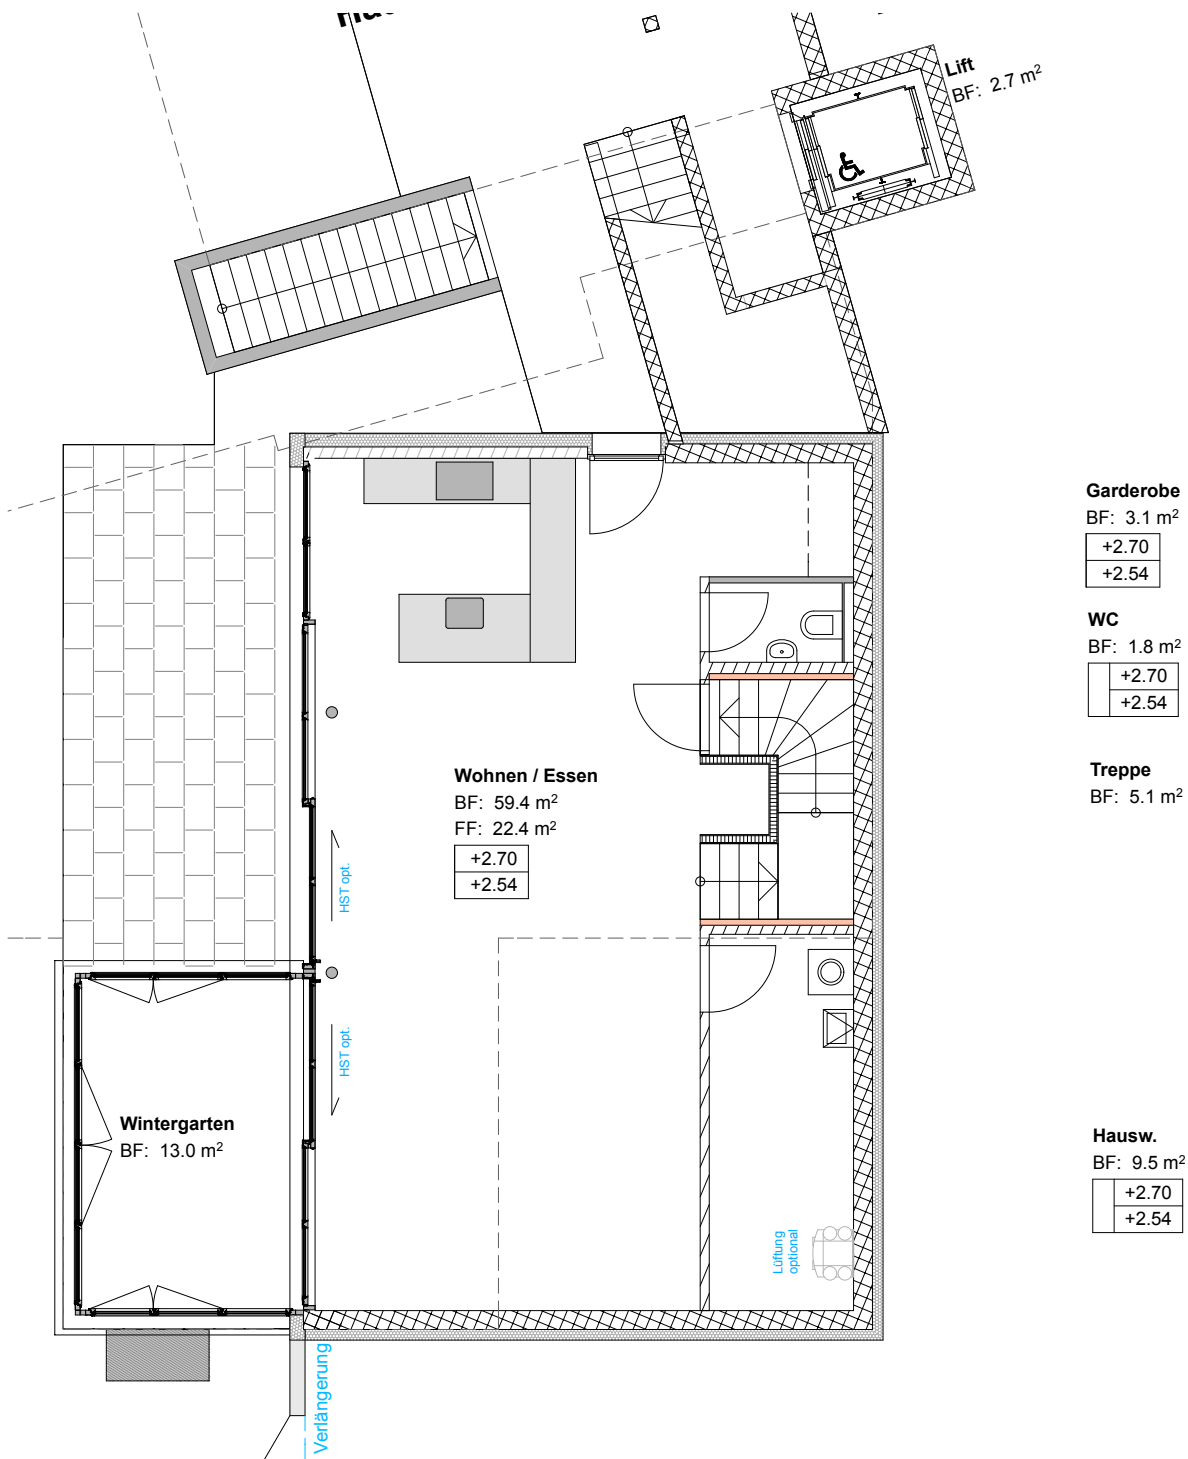 Lift
BF: 2.7 m²
Garderobe
BF: 3.1 m²
+2.70
+2.54
WC
BF: 1.8 m²
+2.70
+2.54
Treppe
BF: 5.1 m²
Wohnen / Essen
BF: 59.4 m²
FF: 22.4 m²
+2.70
+2.54
HST opt.
HST opt.
Wintergarten
BF: 13.0 m²
Hausw.
BF: 9.5 m²
+2.70
+2.54
Lüftung
optional
Verlängerung